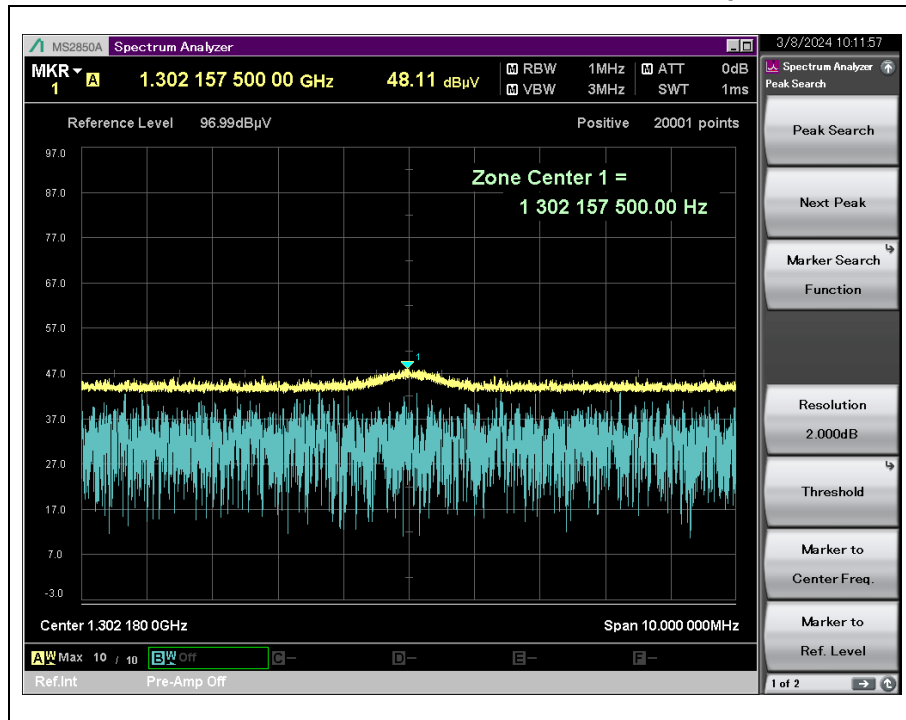 MS2850A Spectrum Analyzer
3/8/2024 10:11:57
MKR 1 A 1.302 157 500 00 GHz 48.11 dBµV
M RBW 1MHz M ATT 0dB
M VBW 3MHz SWT 1ms
Spectrum Analyzer
Peak Search
Reference Level 96.99dBµV Positive 20001 points
Peak Search
97.0
Zone Center 1 =
87.0
1 302 157 500.00 Hz
Next Peak
77.0
Marker Search
Function
67.0
57.0
1
47.0
Resolution
2.000dB
37.0
27.0
Threshold
17.0
7.0
Marker to
Center Freq.
-3.0
Center 1.302 180 0GHz Span 10.000 000MHz
Marker to
Ref. Level
A W Max 10 / 10 B W Off C – D – E – F –
Ref.Int Pre-Amp Off
1 of 2